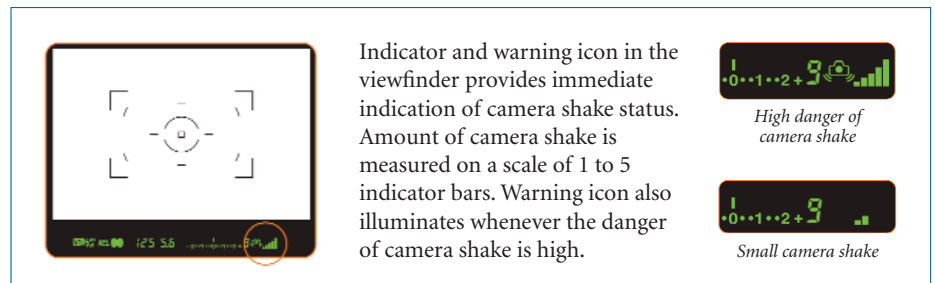 Indicator and warning icon in the
viewfinder provides immediate
indication of camera shake status.
Amount of camera shake is
measured on a scale of 1 to 5
indicator bars. Warning icon also
illuminates whenever the danger
of camera shake is high.
125 5.6
•0••1••2+ 9
High danger of
camera shake
•0••1••2+ 9
Small camera shake